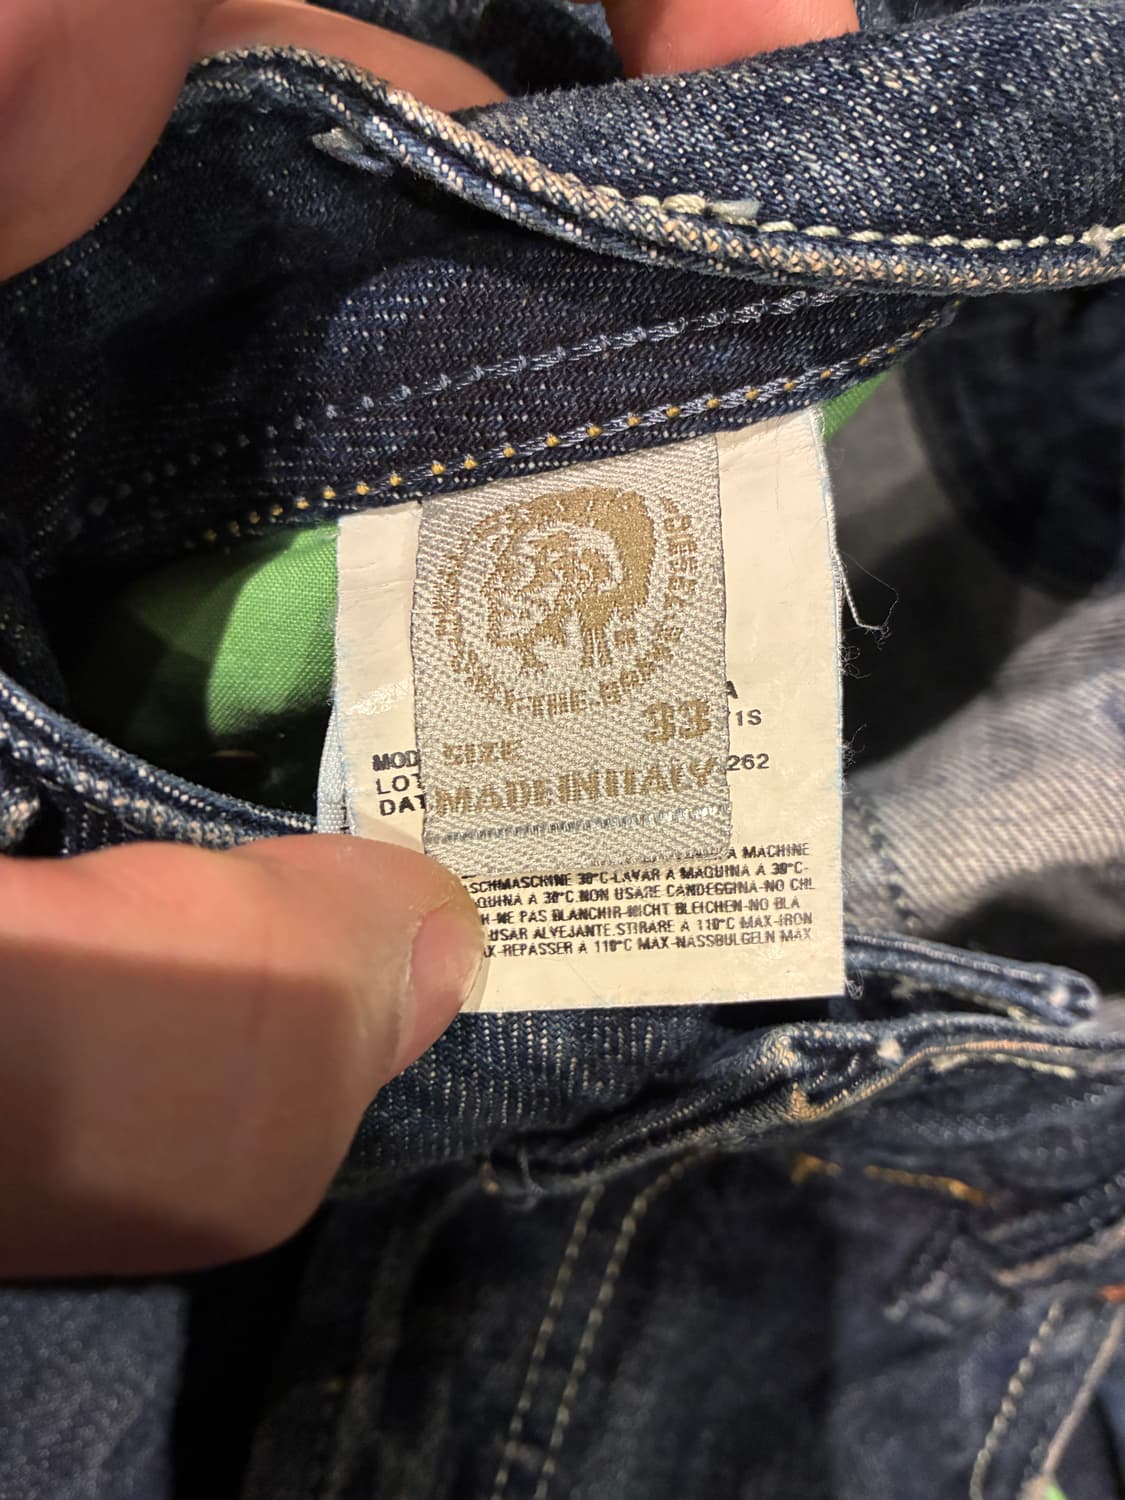 DIESEL
SIZE 33
MADE IN ITALY
A
1S
MOD
LOT 262
DAT
A MACHINE
SCHMASCHINE 30°C-LAVAR A MAQUINA A 30°C-
QUINA A 30°C.NON USARE CANDEGGINA-NO CHL
H-NE PAS BLANCHIR-NICHT BLEICHEN-NO BLA
USAR ALVEJANTE.STIRARE A 110°C MAX-IRON
AX-REPASSER A 110°C MAX-NASSBULGELN MAX